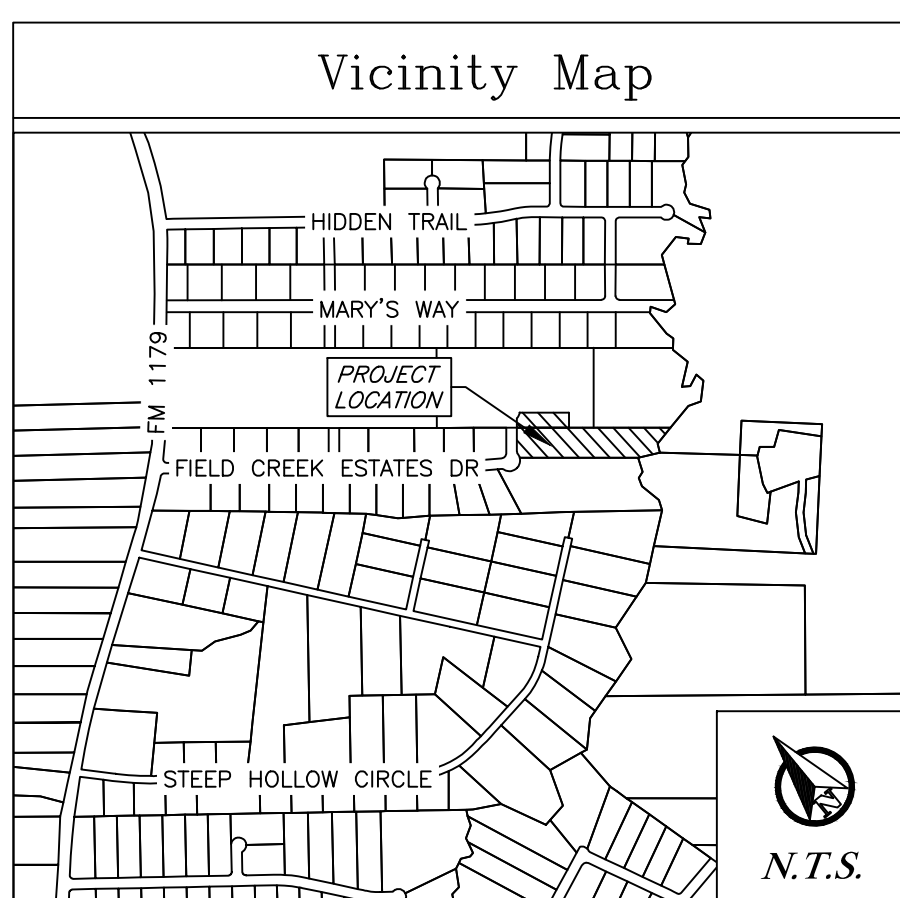 Vicinity Map
HIDDEN TRAIL
MARY'S WAY
FM 1179
PROJECT
LOCATION
FIELD CREEK ESTATES DR
STEEP HOLLOW CIRCLE
N
N.T.S.